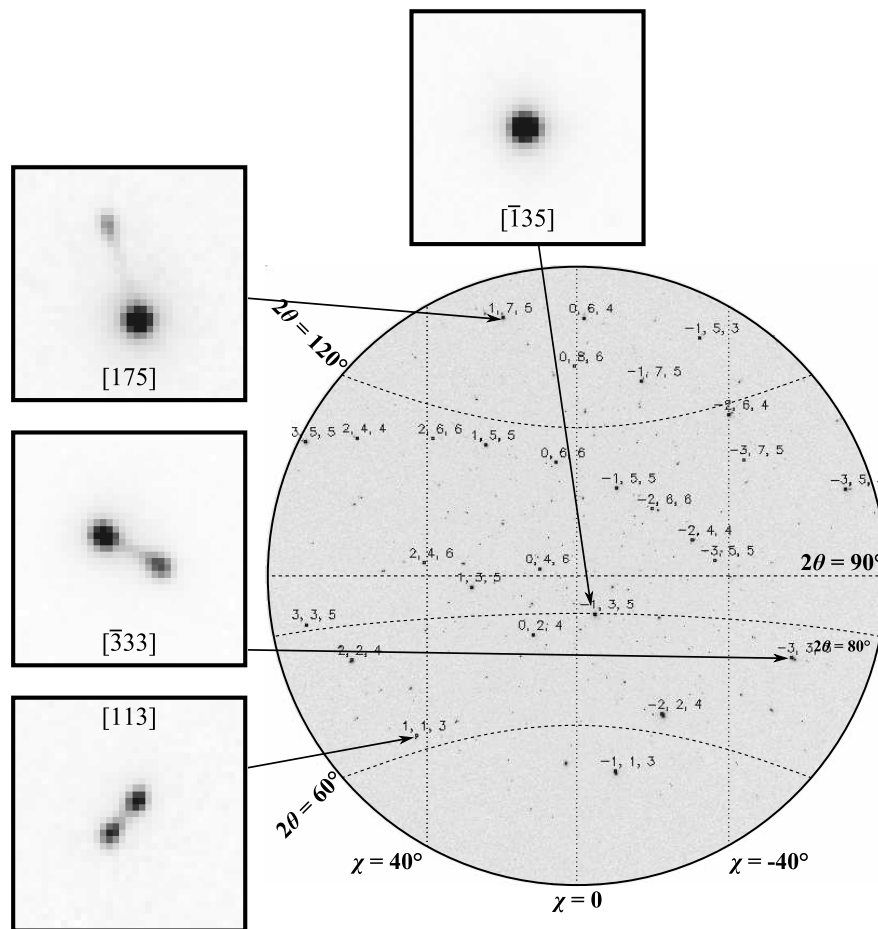 [1̅35]
[175]
[3̅33]
[113]
2θ = 120°
1, 7, 5
0, 6, 4
-1, 5, 3
0, 8, 6
-1, 7, 5
-2, 6, 4
3, 5, 5
2, 4, 4
2, 6, 6
1, 5, 5
0, 6, 6
-3, 7, 5
-1, 5, 5
-3, 5,
-2, 6, 6
-2, 4, 4
-3, 5, 5
2, 4, 6
0, 4, 6
2θ = 90°
1, 3, 5
-1, 3, 5
3, 3, 5
0, 2, 4
2, 2, 4
-3, 3, 3
2θ = 80°
-2, 2, 4
1, 1, 3
-1, 1, 3
2θ = 60°
χ = 40°
χ = -40°
χ = 0